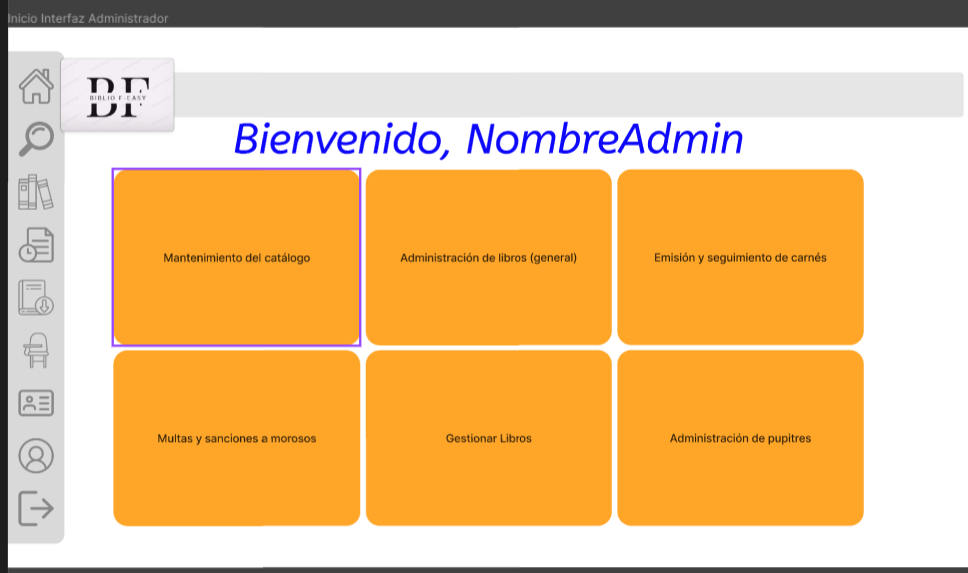 Inicio Interfaz Administrador
BF
BIBLIO F-EASY
Bienvenido, NombreAdmin
Mantenimiento del catálogo
Administración de libros (general)
Emisión y seguimiento de carnés
Multas y sanciones a morosos
Gestionar Libros
Administración de pupitres